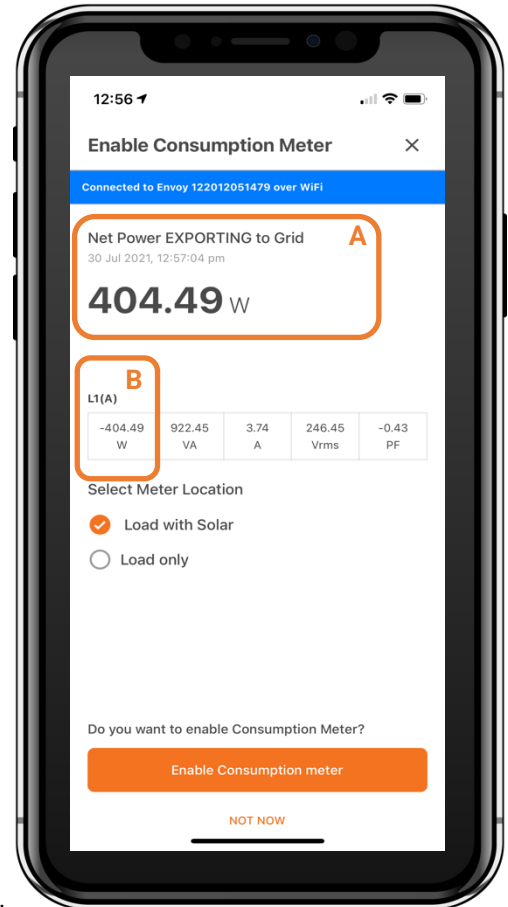 12:56
Enable Consumption Meter
Connected to Envoy 122012051479 over WiFi
Net Power EXPORTING to Grid A
30 Jul 2021, 12:57:04 pm
404.49 W
B
L1(A)
-404.49 922.45 3.74 246.45 -0.43
W VA A Vrms PF
Select Meter Location
Load with Solar
Load only
Do you want to enable Consumption Meter?
Enable Consumption meter
NOT NOW
.